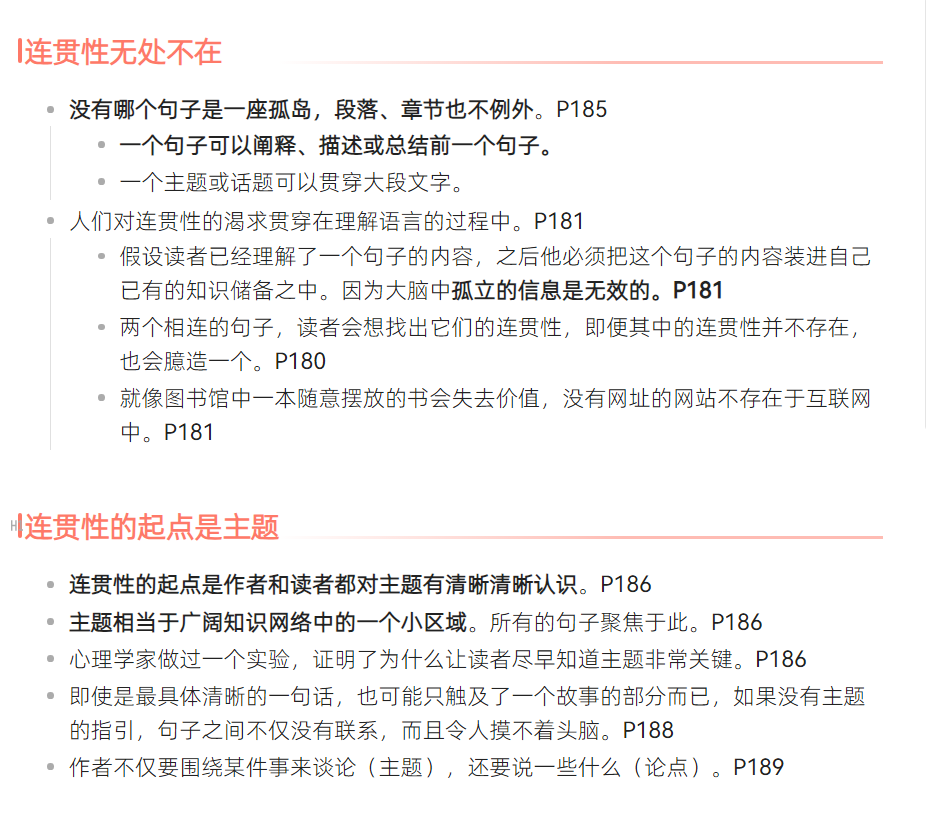 连贯性无处不在
没有哪个句子是一座孤岛，段落、章节也不例外。P185
一个句子可以阐释、描述或总结前一个句子。
一个主题或话题可以贯穿大段文字。
人们对连贯性的渴求贯穿在理解语言的过程中。P181
假设读者已经理解了一个句子的内容，之后他必须把这个句子的内容装进自己
已有的知识储备之中。因为大脑中孤立的信息是无效的。P181
两个相连的句子，读者会想找出它们的连贯性，即便其中的连贯性并不存在，
也会臆造一个。P180
就像图书馆中一本随意摆放的书会失去价值，没有网址的网站不存在于互联网
中。P181
连贯性的起点是主题
连贯性的起点是作者和读者都对主题有清晰清晰认识。P186
主题相当于广阔知识网络中的一个小区域。所有的句子聚焦于此。P186
心理学家做过一个实验，证明了为什么让读者尽早知道主题非常关键。P186
即使是最具体清晰的一句话，也可能只触及了一个故事的部分而已，如果没有主题
的指引，句子之间不仅没有联系，而且令人摸不着头脑。P188
作者不仅要围绕某件事来谈论（主题），还要说一些什么（论点）。P189